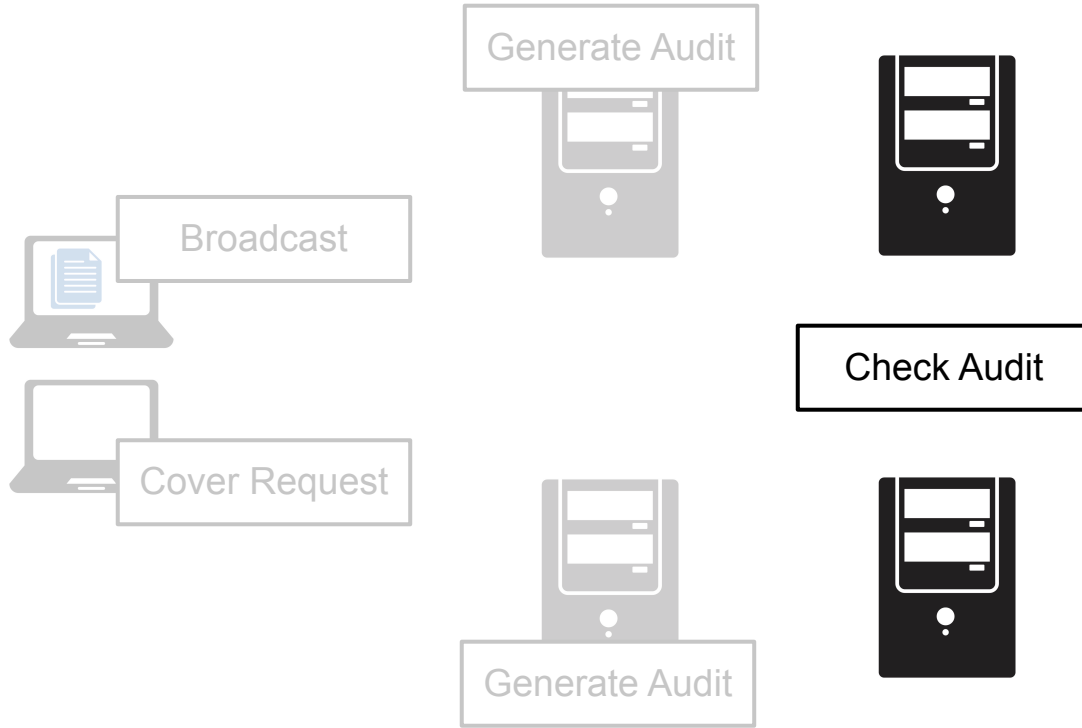 Generate Audit
Broadcast
Check Audit
Cover Request
Generate Audit